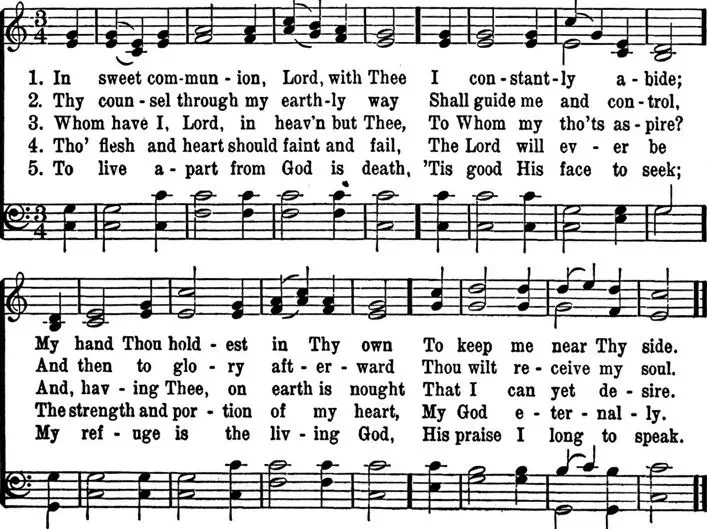 3
4
1. In sweet com-mun - ion, Lord, with Thee I con - stant - ly a - bide;
2. Thy coun - sel through my earth-ly way Shall guide me and con - trol,
3. Whom have I, Lord, in heav'n but Thee, To Whom my tho'ts as - pire?
4. Tho' flesh and heart should faint and fail, The Lord will ev - er be
5. To live a - part from God is death, 'Tis good His face to seek;
3
4
My hand Thou hold - est in Thy own To keep me near Thy side.
And then to glo - ry aft - er - ward Thou wilt re - ceive my soul.
And, hav - ing Thee, on earth is nought That I can yet de - sire.
The strength and por - tion of my heart, My God e - ter - nal - ly.
My ref - uge is the liv - ing God, His praise I long to speak.